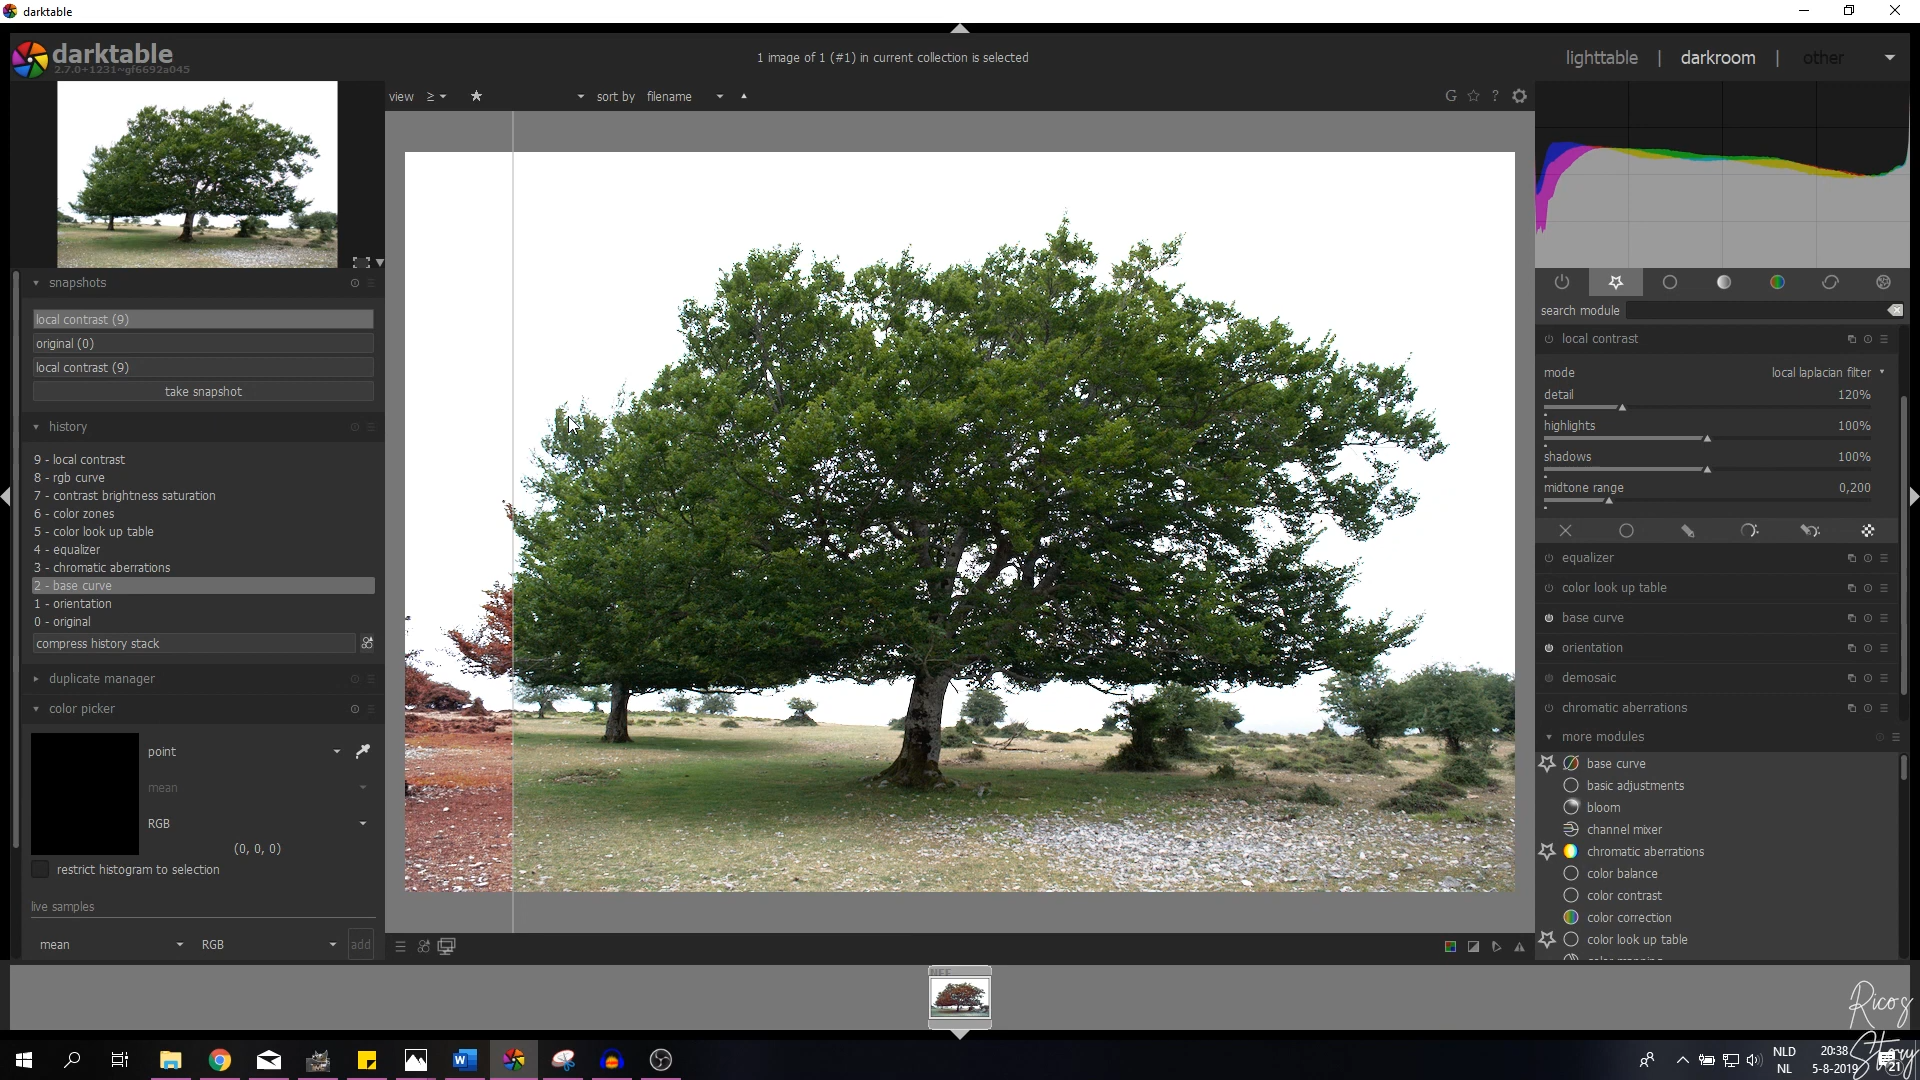 darktable
darktable
2.7.0+1231~gf6692a045
1 image of 1 (#1) in current collection is selected
lighttable | darkroom | other
view ≥ sort by filename
G ☆ ?
snapshots
local contrast (9)
original (0)
local contrast (9)
take snapshot
history
9 - local contrast
8 - rgb curve
7 - contrast brightness saturation
6 - color zones
5 - color look up table
4 - equalizer
3 - chromatic aberrations
2 - base curve
1 - orientation
0 - original
compress history stack
duplicate manager
color picker
point
mean
RGB
(0, 0, 0)
restrict histogram to selection
live samples
mean RGB add
search module
local contrast
mode local laplacian filter
detail 120%
highlights 100%
shadows 100%
midtone range 0,200
equalizer
color look up table
base curve
orientation
demosaic
chromatic aberrations
more modules
base curve
basic adjustments
bloom
channel mixer
chromatic aberrations
color balance
color contrast
color correction
color look up table
NEF
Rico's
Story
NLD
NL
20:38
5-8-2019
21